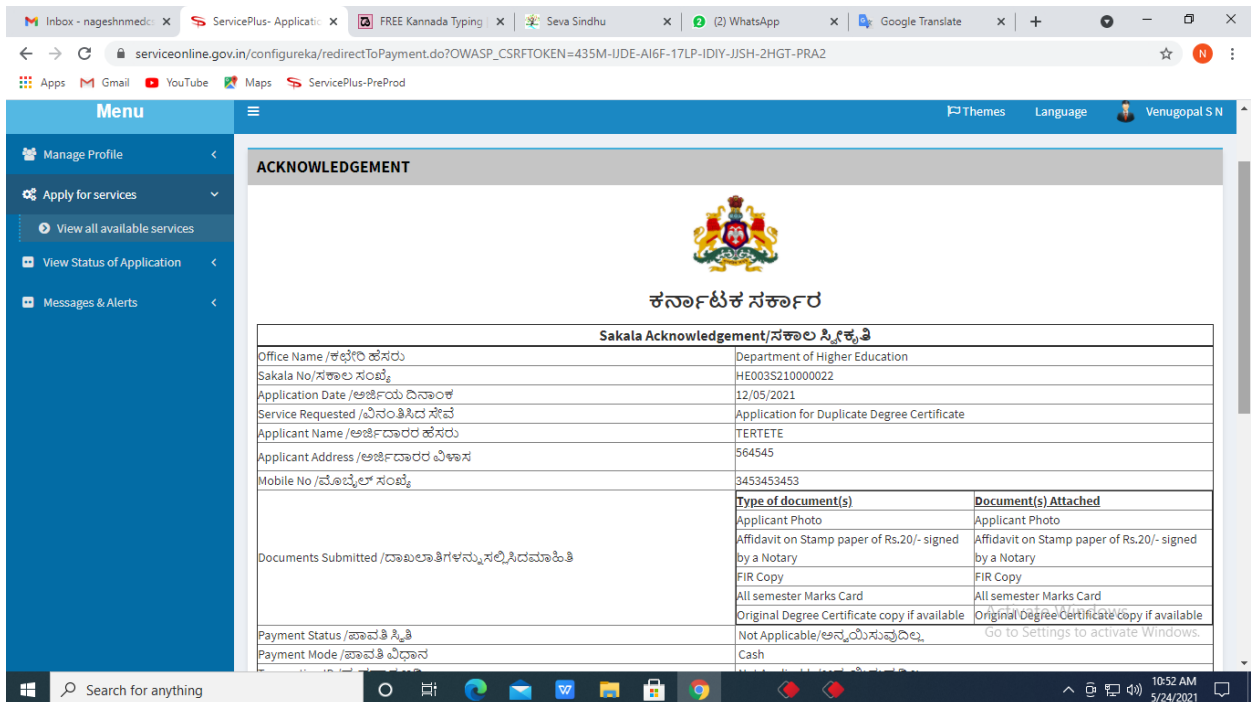 Inbox - nageshnmedc
ServicePlus- Applicatio
FREE Kannada Typing
Seva Sindhu
(2) WhatsApp
Google Translate
serviceonline.gov.in/configureka/redirectToPayment.do?OWASP_CSRFTOKEN=435M-IJDE-AI6F-17LP-IDIY-JJSH-2HGT-PRA2
N
Apps Gmail YouTube Maps ServicePlus-PreProd
Menu
Themes Language Venugopal S N
Manage Profile
Apply for services
View all available services
View Status of Application
Messages & Alerts
ACKNOWLEDGEMENT
ಕರ್ನಾಟಕ ಸರ್ಕಾರ
Sakala Acknowledgement/ಸಕಾಲ ಸ್ವೀಕೃತಿ
Office Name /ಕಛೇರಿ ಹೆಸರು Department of Higher Education
Sakala No/ಸಕಾಲ ಸಂಖ್ಯೆ HE003S210000022
Application Date /ಅರ್ಜಿಯ ದಿನಾಂಕ 12/05/2021
Service Requested /ವಿನಂತಿಸಿದ ಸೇವೆ Application for Duplicate Degree Certificate
Applicant Name /ಅರ್ಜಿದಾರರ ಹೆಸರು TERTETE
Applicant Address /ಅರ್ಜಿದಾರರ ವಿಳಾಸ 564545
Mobile No /ಮೊಬೈಲ್ ಸಂಖ್ಯೆ 3453453453
Documents Submitted /ದಾಖಲಾತಿಗಳನ್ನು ಸಲ್ಲಿಸಿದಮಾಹಿತಿ
Type of document(s) Document(s) Attached
Applicant Photo Applicant Photo
Affidavit on Stamp paper of Rs.20/- signed Affidavit on Stamp paper of Rs.20/- signed
by a Notary by a Notary
FIR Copy FIR Copy
All semester Marks Card All semester Marks Card
Original Degree Certificate copy if available Original Degree Certificate copy if available
Payment Status /ಪಾವತಿ ಸ್ಥಿತಿ Not Applicable/ಅನ್ವಯಿಸುವುದಿಲ್ಲ
Payment Mode /ಪಾವತಿ ವಿಧಾನ Cash
Activate Windows
Go to Settings to activate Windows.
Search for anything
10:52 AM
5/24/2021